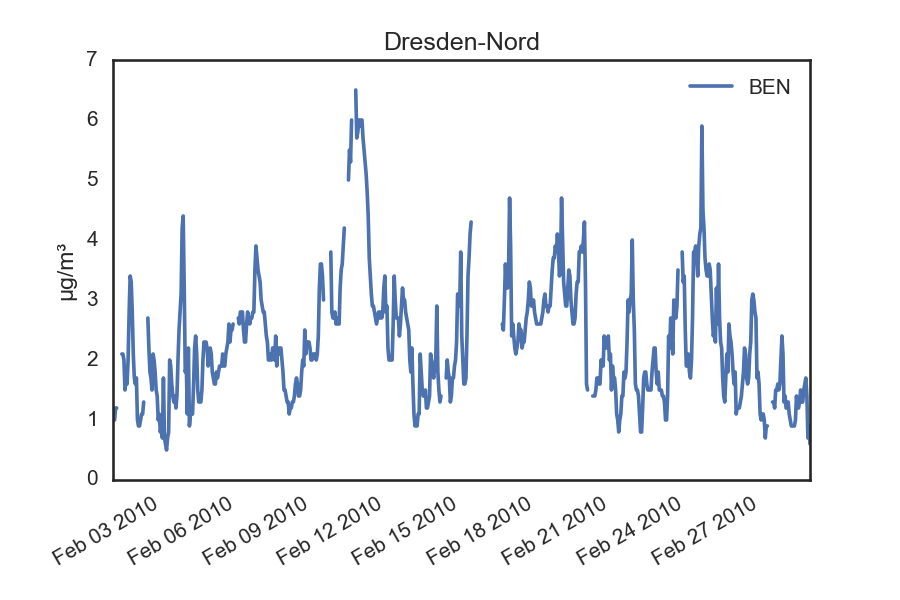 Dresden-Nord
BEN
µg/m³
7
6
5
4
3
2
1
0
Feb 03 2010
Feb 06 2010
Feb 09 2010
Feb 12 2010
Feb 15 2010
Feb 18 2010
Feb 21 2010
Feb 24 2010
Feb 27 2010